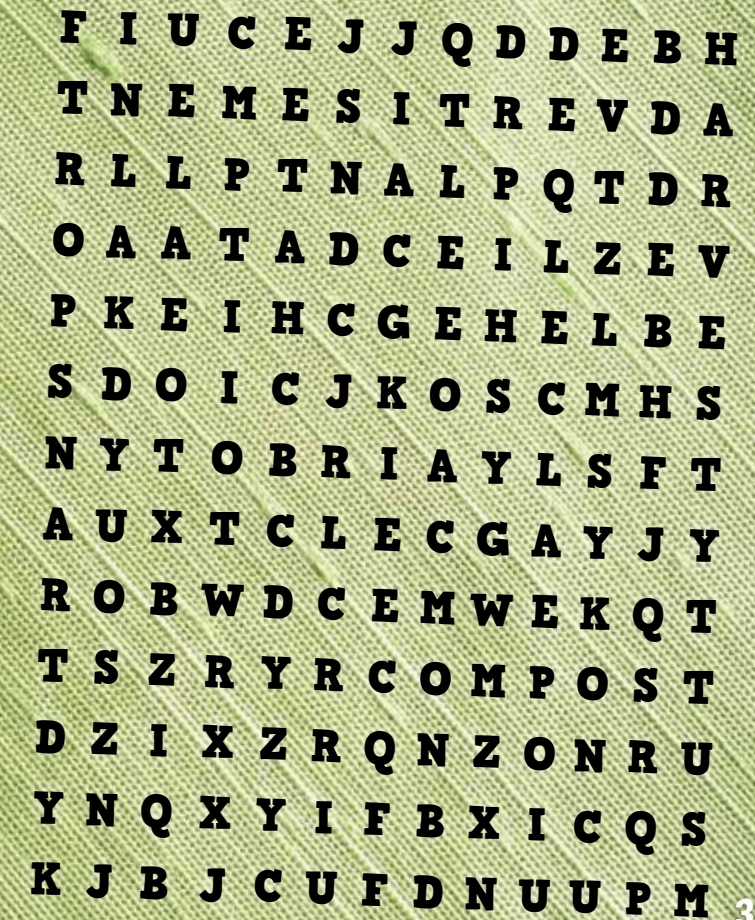 F I U C E J J Q D D E B H
T N E M E S I T R E V D A
R L L P T N A L P Q T D R
O A A T A D C E I L Z E V
P K E I H C G E H E L B E
S D O I C J K O S C M H S
N Y T O B R I A Y L S F T
A U X T C L E C G A Y J Y
R O B W D C E M W E K Q T
T S Z R Y R C O M P O S T
D Z I X Z R Q N Z O N R U
Y N Q X Y I F B X I C Q S
K J B J C U F D N U U P M